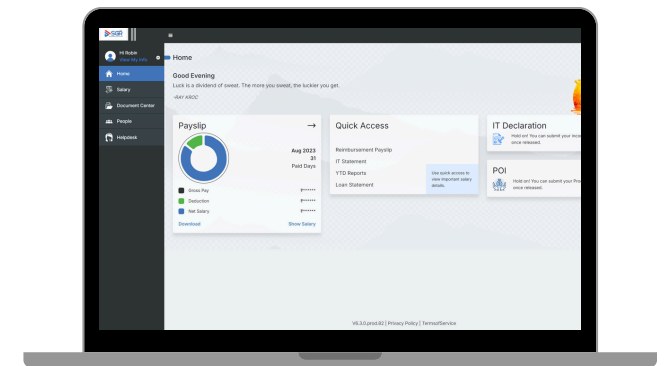 SGR
Hi Robin
View My Info
Home
Salary
Document Center
People
Helpdesk
Home
Good Evening
Luck is a dividend of sweat. The more you sweat, the luckier you get.
-RAY KROC
Payslip
Aug 2023
31
Paid Days
Gross Pay ₹******
Deduction ₹******
Net Salary ₹******
Download Show Salary
Quick Access
Reimbursement Payslip
IT Statement
YTD Reports
Loan Statement
Use quick access to
view important salary
details.
IT Declaration
Hold on! You can submit your Inco
once released.
POI
Hold on! You can submit your Pro
once released.
V6.3.0.prod.82 | Privacy Policy | TermsofService